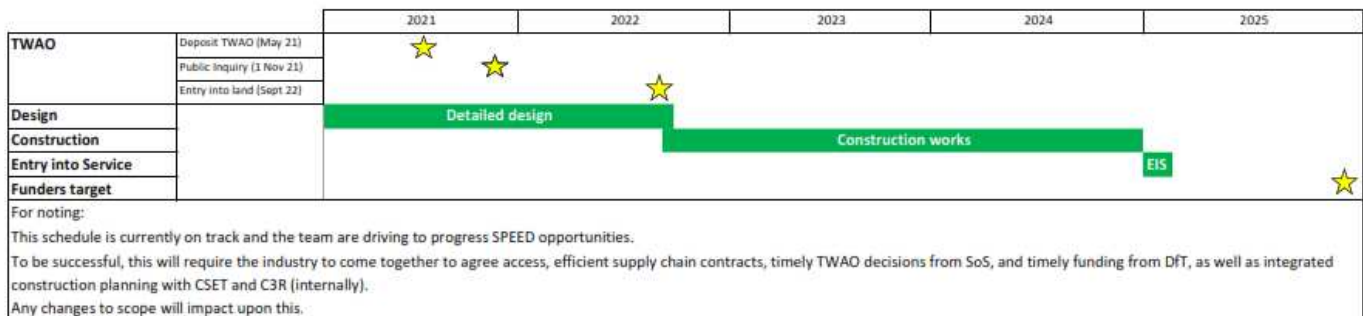 2021 2022 2023 2024 2025
TWAO Deposit TWAO (May 21)
Public Inquiry (1 Nov 21)
Entry into land (Sept 22)
Design Detailed design
Construction Construction works
Entry into Service EIS
Funders target
For noting:
This schedule is currently on track and the team are driving to progress SPEED opportunities.
To be successful, this will require the industry to come together to agree access, efficient supply chain contracts, timely TWAO decisions from SoS, and timely funding from DfT, as well as integrated
construction planning with CSET and C3R (internally).
Any changes to scope will impact upon this.